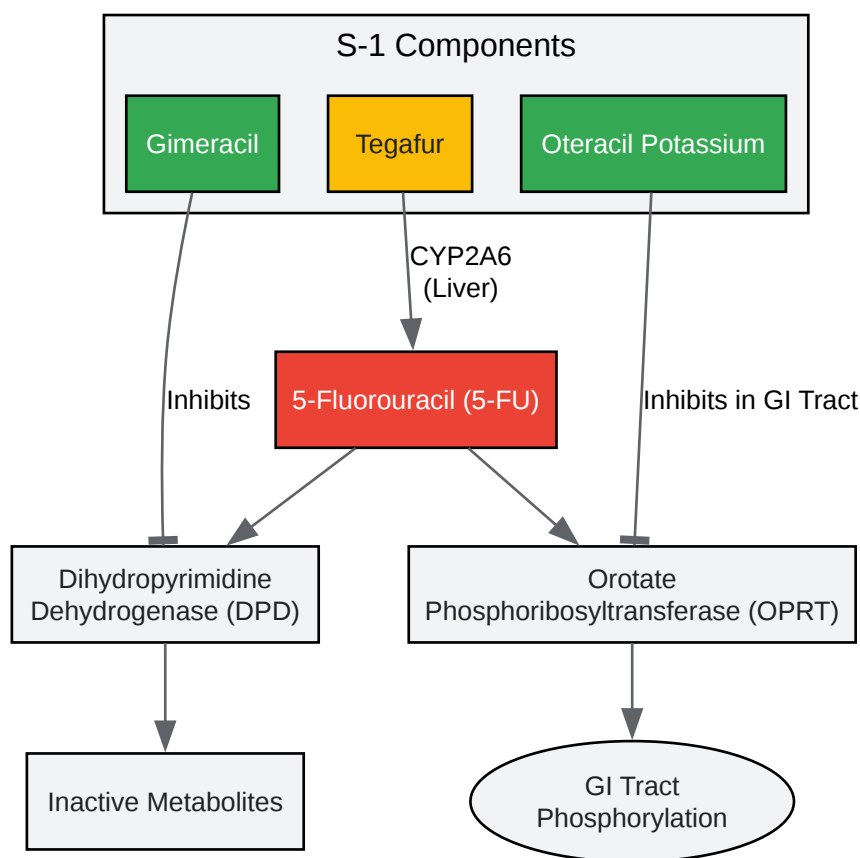 S-1 Components
Gimeracil
Tegafur
Oteracil Potassium
CYP2A6
(Liver)
Inhibits
5-Fluorouracil (5-FU)
Inhibits in GI Tract
Dihydropyrimidine
Dehydrogenase (DPD)
Orotate
Phosphoribosyltransferase (OPRT)
Inactive Metabolites
GI Tract
Phosphorylation